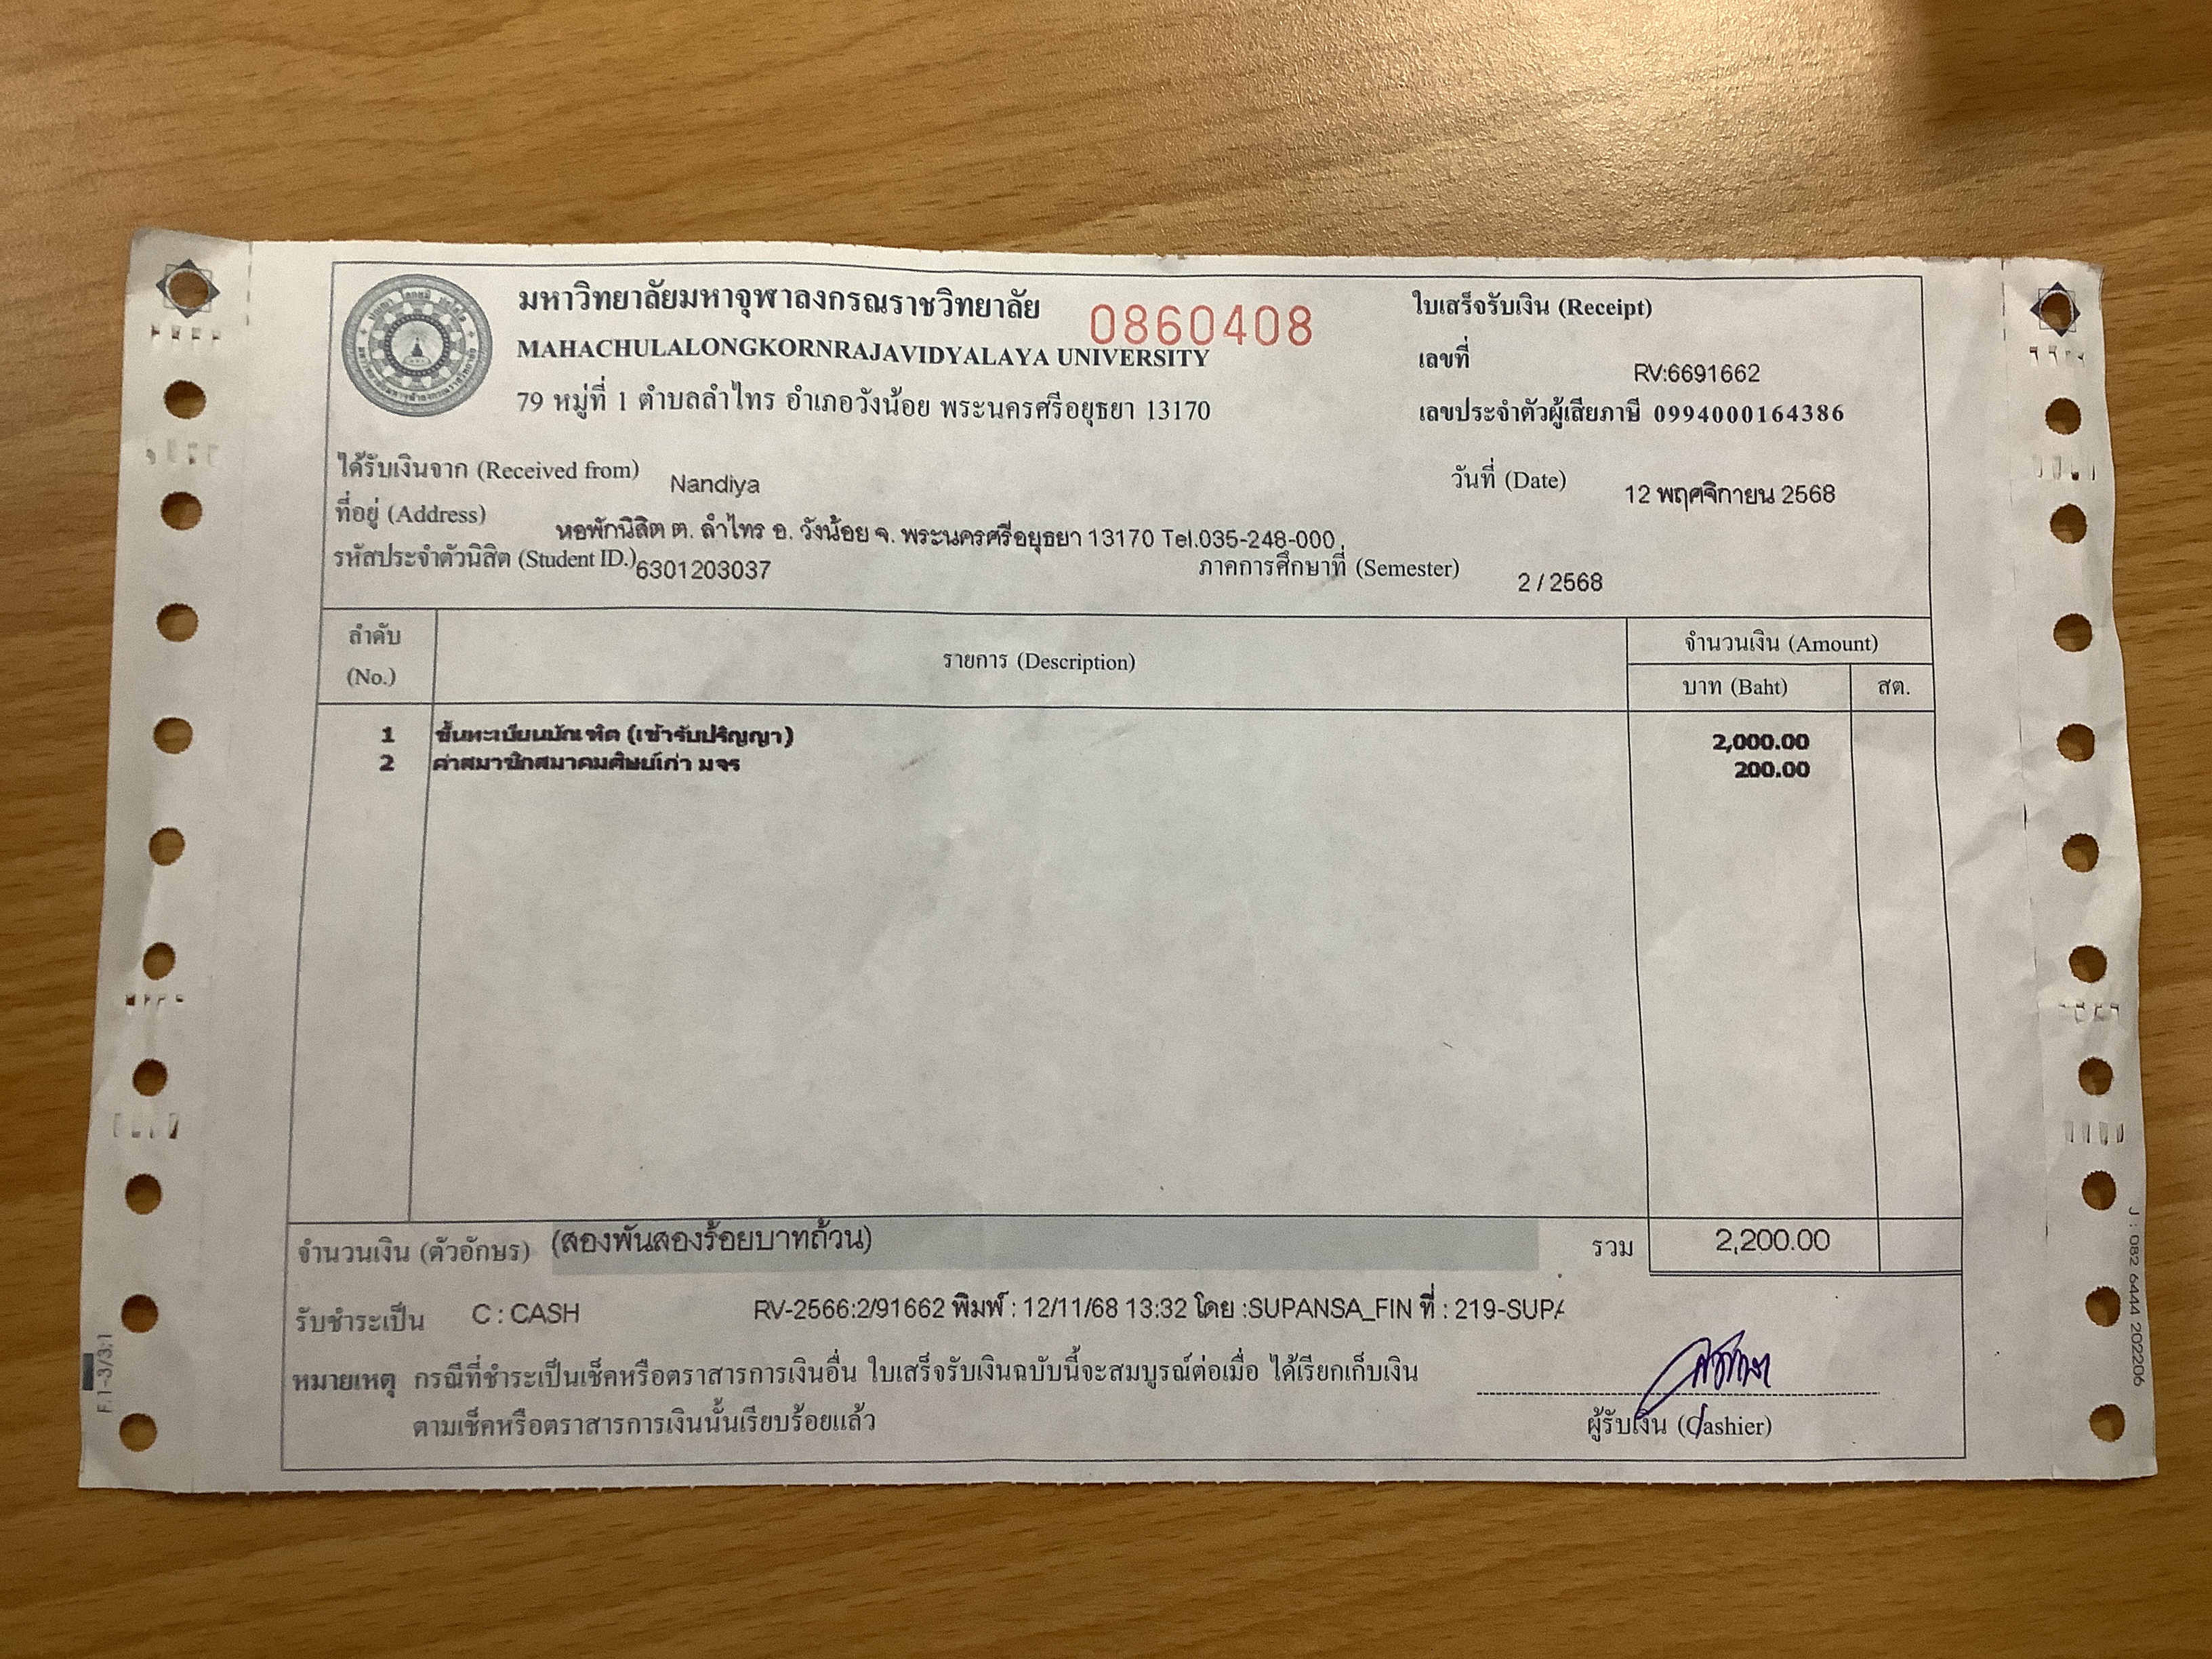 มหาวิทยาลัยมหาจุฬาลงกรณราชวิทยาลัย
0860408
MAHACHULALONGKORNRAJAVIDYALAYA UNIVERSITY
79 หมู่ที่ 1 ตำบลลำไทร อำเภอวังน้อย พระนครศรีอยุธยา 13170
ใบเสร็จรับเงิน (Receipt)
เลขที่ RV:6691662
เลขประจำตัวผู้เสียภาษี 0994000164386
ได้รับเงินจาก (Received from) Nandiya
วันที่ (Date) 12 พฤศจิกายน 2568
ที่อยู่ (Address) หอพักนิสิต ต. ลำไทร อ. วังน้อย จ. พระนครศรีอยุธยา 13170 Tel.035-248-000
รหัสประจำตัวนิสิต (Student ID.) 6301203037 ภาคการศึกษาที่ (Semester) 2 / 2568
ลำดับ (No.) รายการ (Description) จำนวนเงิน (Amount)
บาท (Baht) สต.
1 ขึ้นทะเบียนบัณฑิต (เข้ารับปริญญา) 2,000.00
2 ค่าสมาชิกสมาคมศิษย์เก่า มจร 200.00
จำนวนเงิน (ตัวอักษร) (สองพันสองร้อยบาทถ้วน) รวม 2,200.00
รับชำระเป็น C : CASH RV-2566:2/91662 พิมพ์ : 12/11/68 13:32 โดย :SUPANSA_FIN ที่ : 219-SUPA
หมายเหตุ กรณีที่ชำระเป็นเช็คหรือตราสารการเงินอื่น ใบเสร็จรับเงินฉบับนี้จะสมบูรณ์ต่อเมื่อ ได้เรียกเก็บเงิน
ตามเช็คหรือตราสารการเงินนั้นเรียบร้อยแล้ว
ผู้รับเงิน (Cashier)
F.1-3/3:1
J : 082 6444 202206